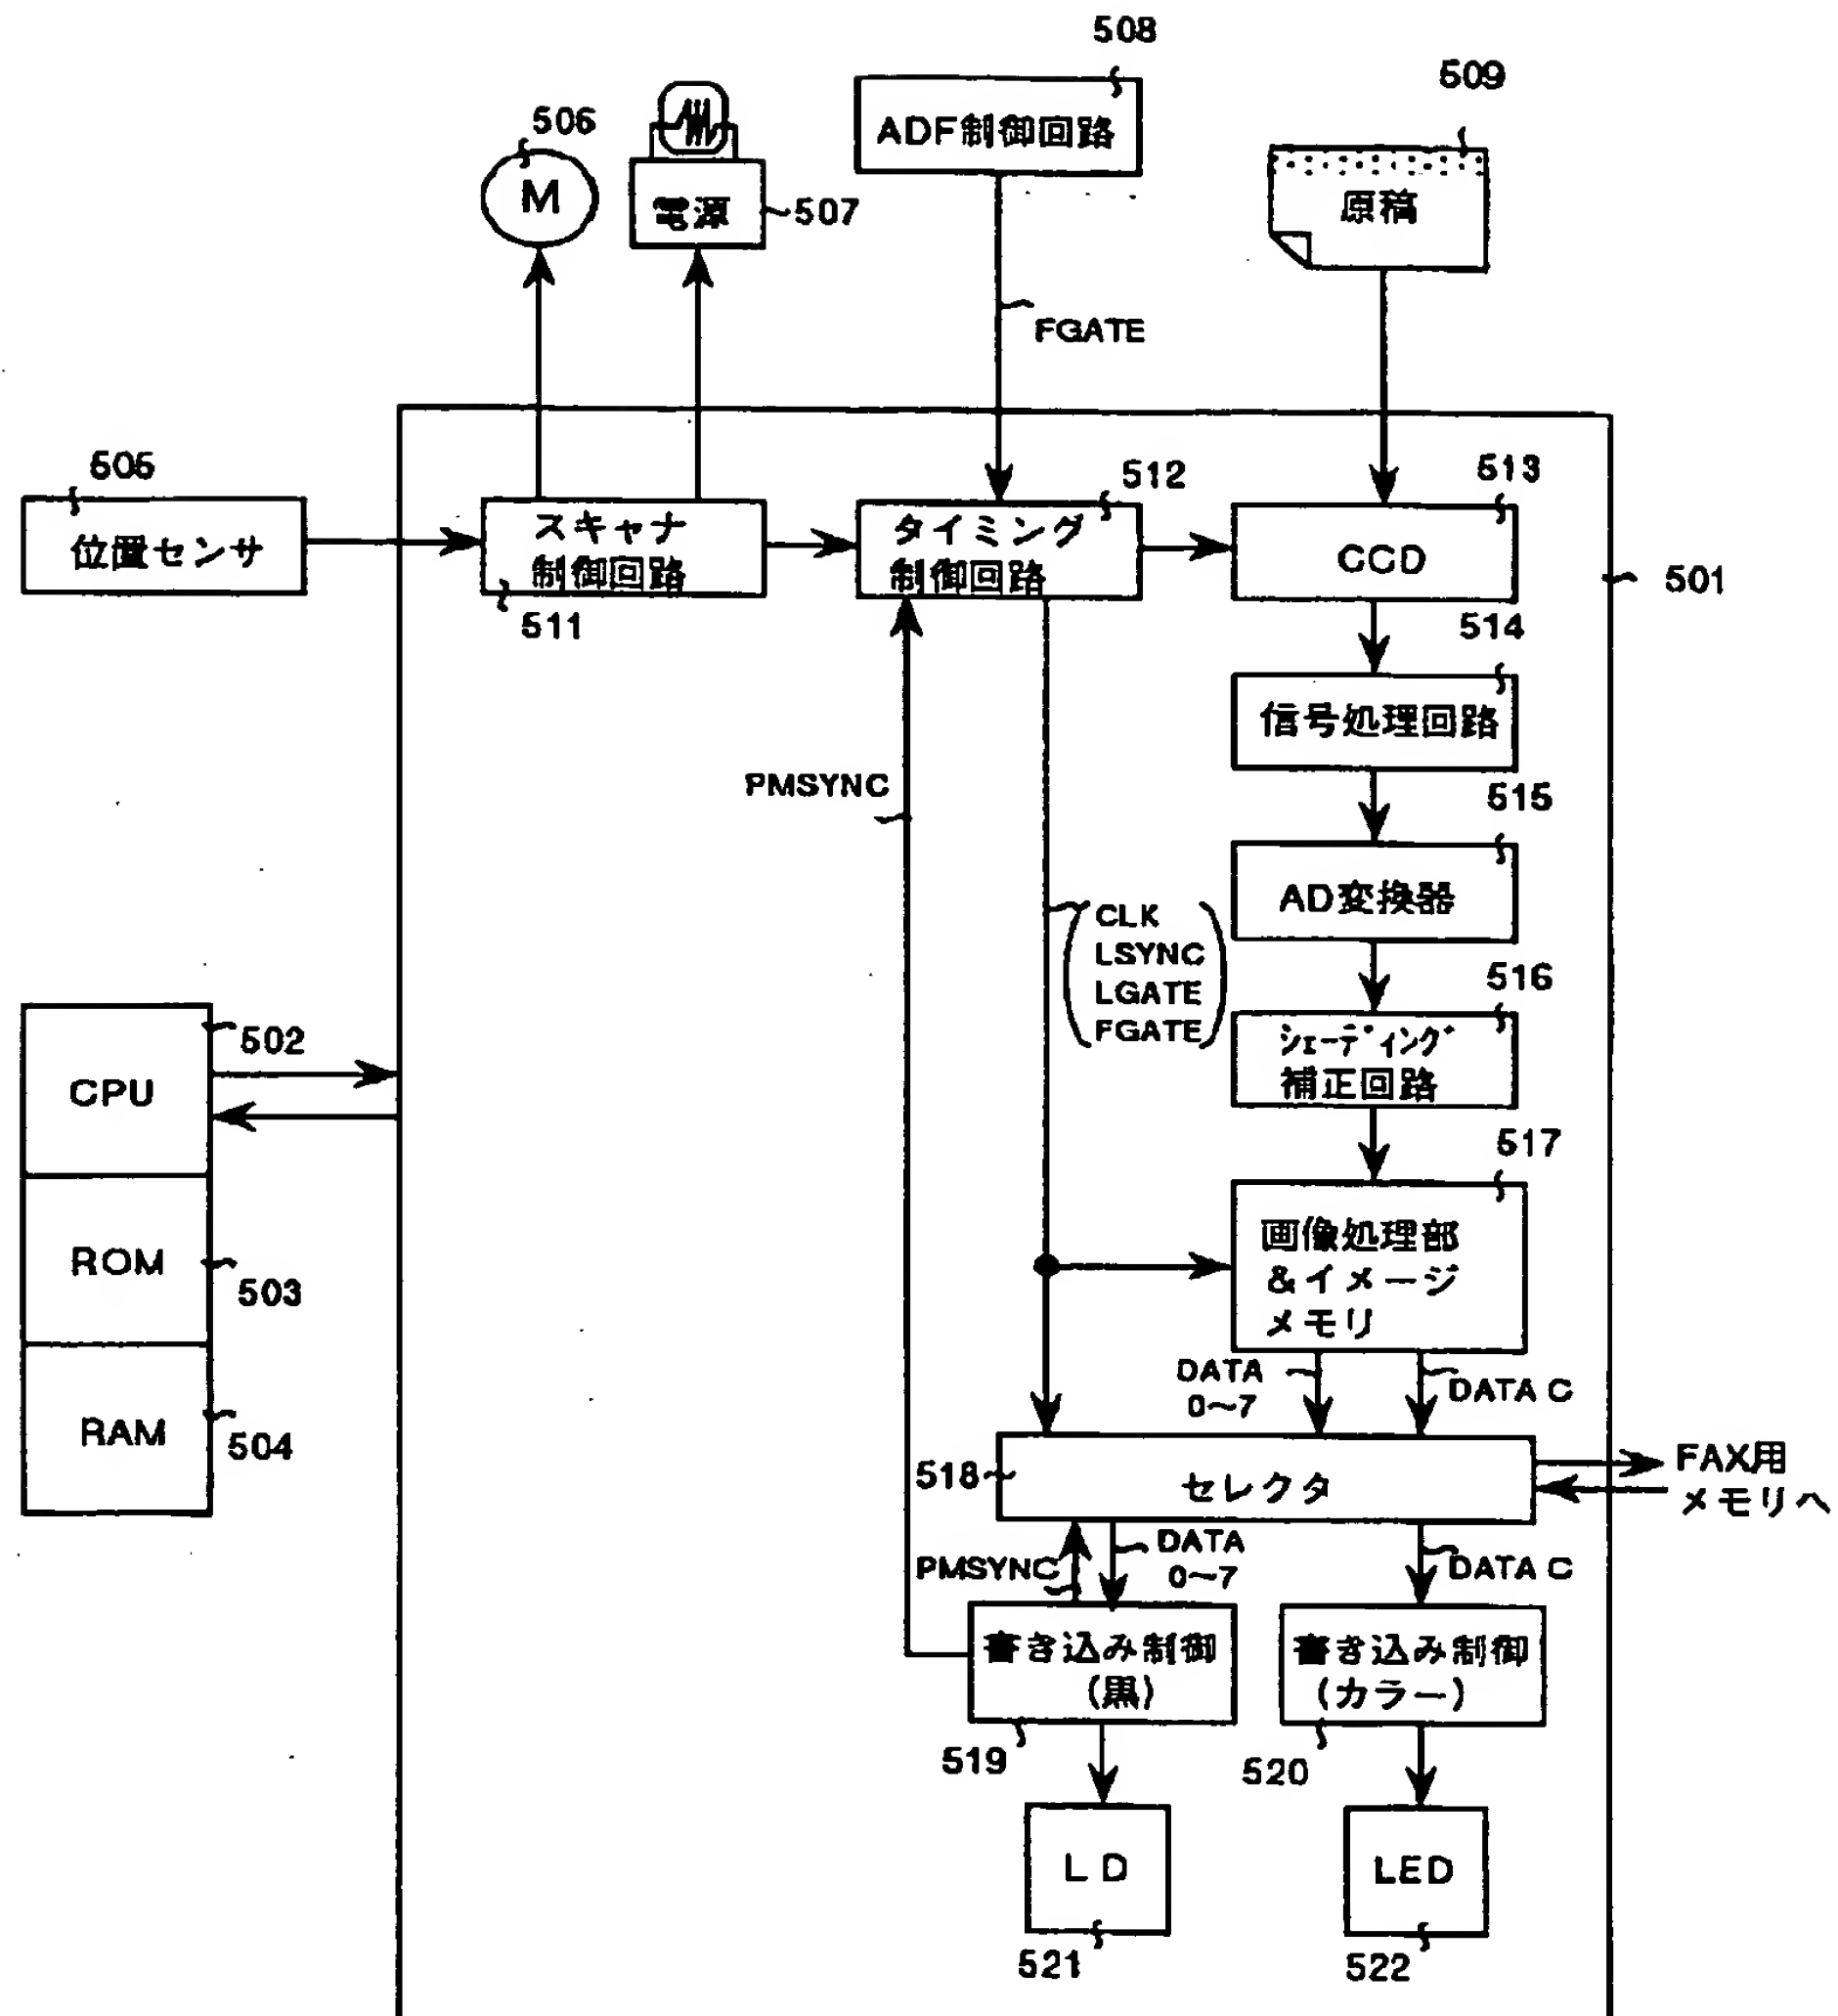 508
509
ADF制御回路
506
M
電源
507
原稿
FGATE
505
位置センサ
スキャナ
制御回路
511
512
タイミング
制御回路
513
CCD
501
514
信号処理回路
PMSYNC
515
AD変換器
CLK
LSYNC
LGATE
FGATE
516
シェーディング
補正回路
502
CPU
ROM
503
RAM
504
517
画像処理部
&イメージ
メモリ
DATA
0〜7
DATA C
518
セレクタ
FAX用
メモリへ
PMSYNC
DATA
0〜7
DATA C
書き込み制御
(黒)
書き込み制御
(カラー)
519
520
LD
LED
521
522